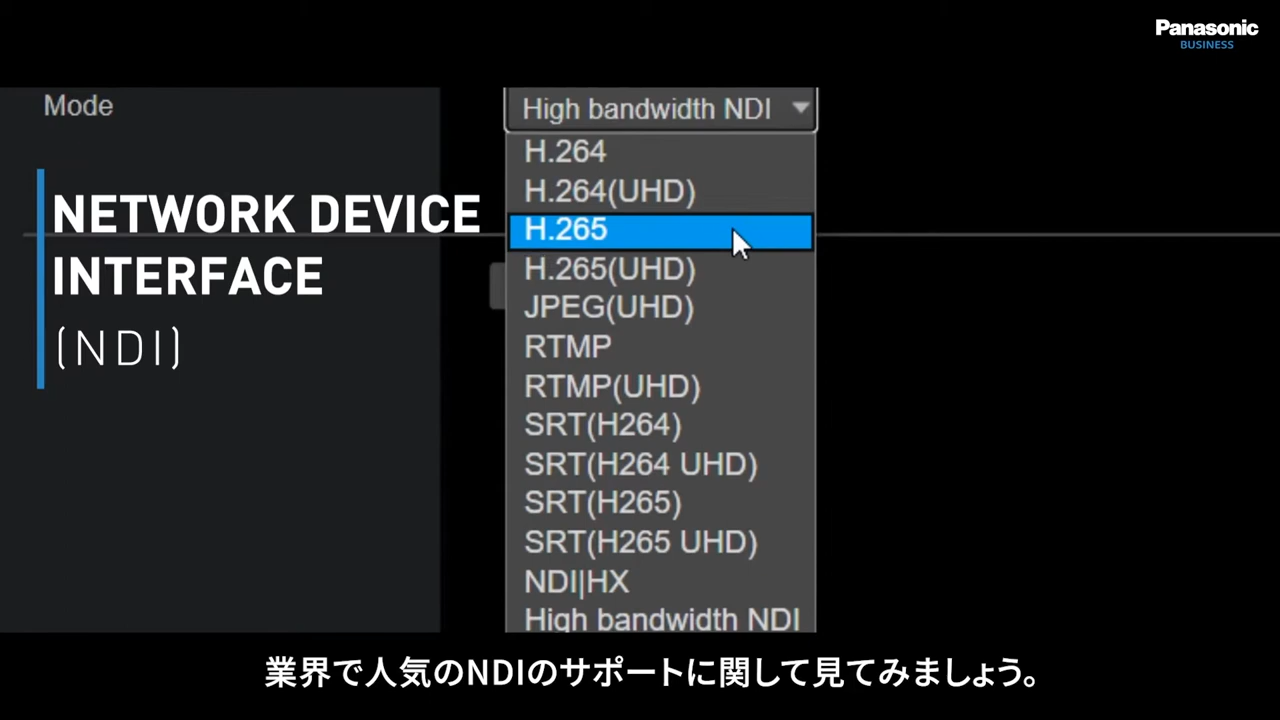 Panasonic
BUSINESS
Mode
High bandwidth NDI
NETWORK DEVICE
INTERFACE
(NDI)
H.264
H.264(UHD)
H.265
H.265(UHD)
JPEG(UHD)
RTMP
RTMP(UHD)
SRT(H264)
SRT(H264 UHD)
SRT(H265)
SRT(H265 UHD)
NDI|HX
High bandwidth NDI
業界で人気のNDIのサポートに関して見てみましょう。